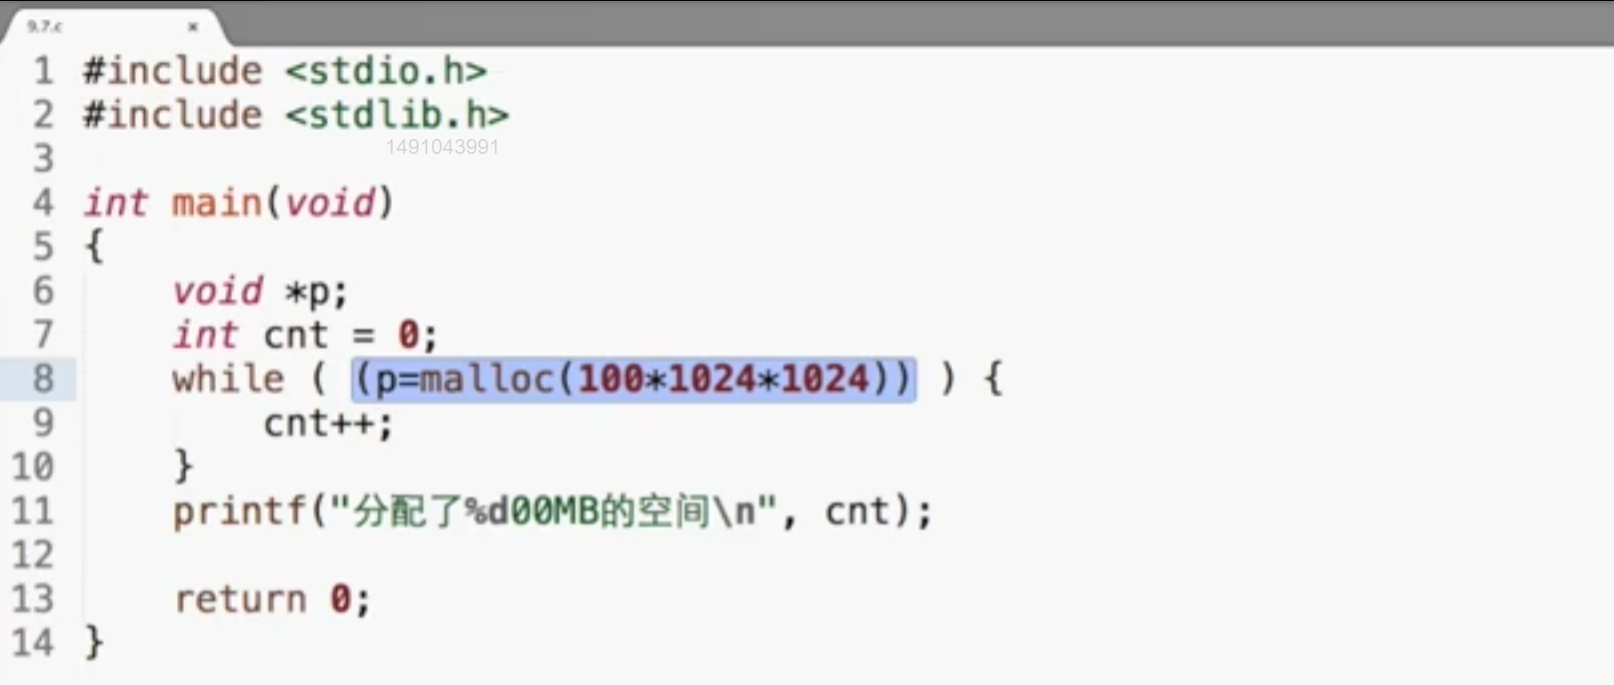 9.7.c ×
1 #include <stdio.h>
2 #include <stdlib.h>
1491043991
3
4 int main(void)
5 {
6     void *p;
7     int cnt = 0;
8     while ( (p=malloc(100*1024*1024)) ) {
9         cnt++;
10     }
11     printf("分配了%d00MB的空间\n", cnt);
12
13     return 0;
14 }